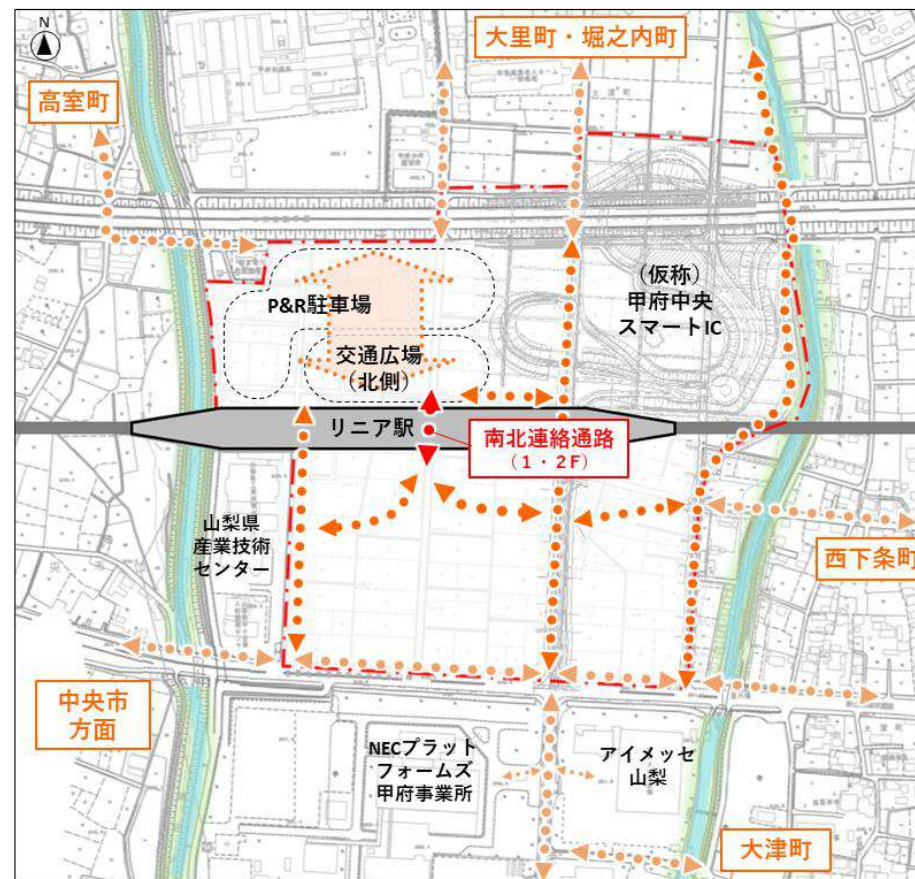 N
大里町・堀之内町
高室町
（仮称）
甲府中央
スマートIC
P&R駐車場
交通広場
（北側）
リニア駅
南北連絡通路
（1・2F）
山梨県
産業技術
センター
西下条町
中央市
方面
NECプラット
フォームズ
甲府事業所
アイメッセ
山梨
大津町